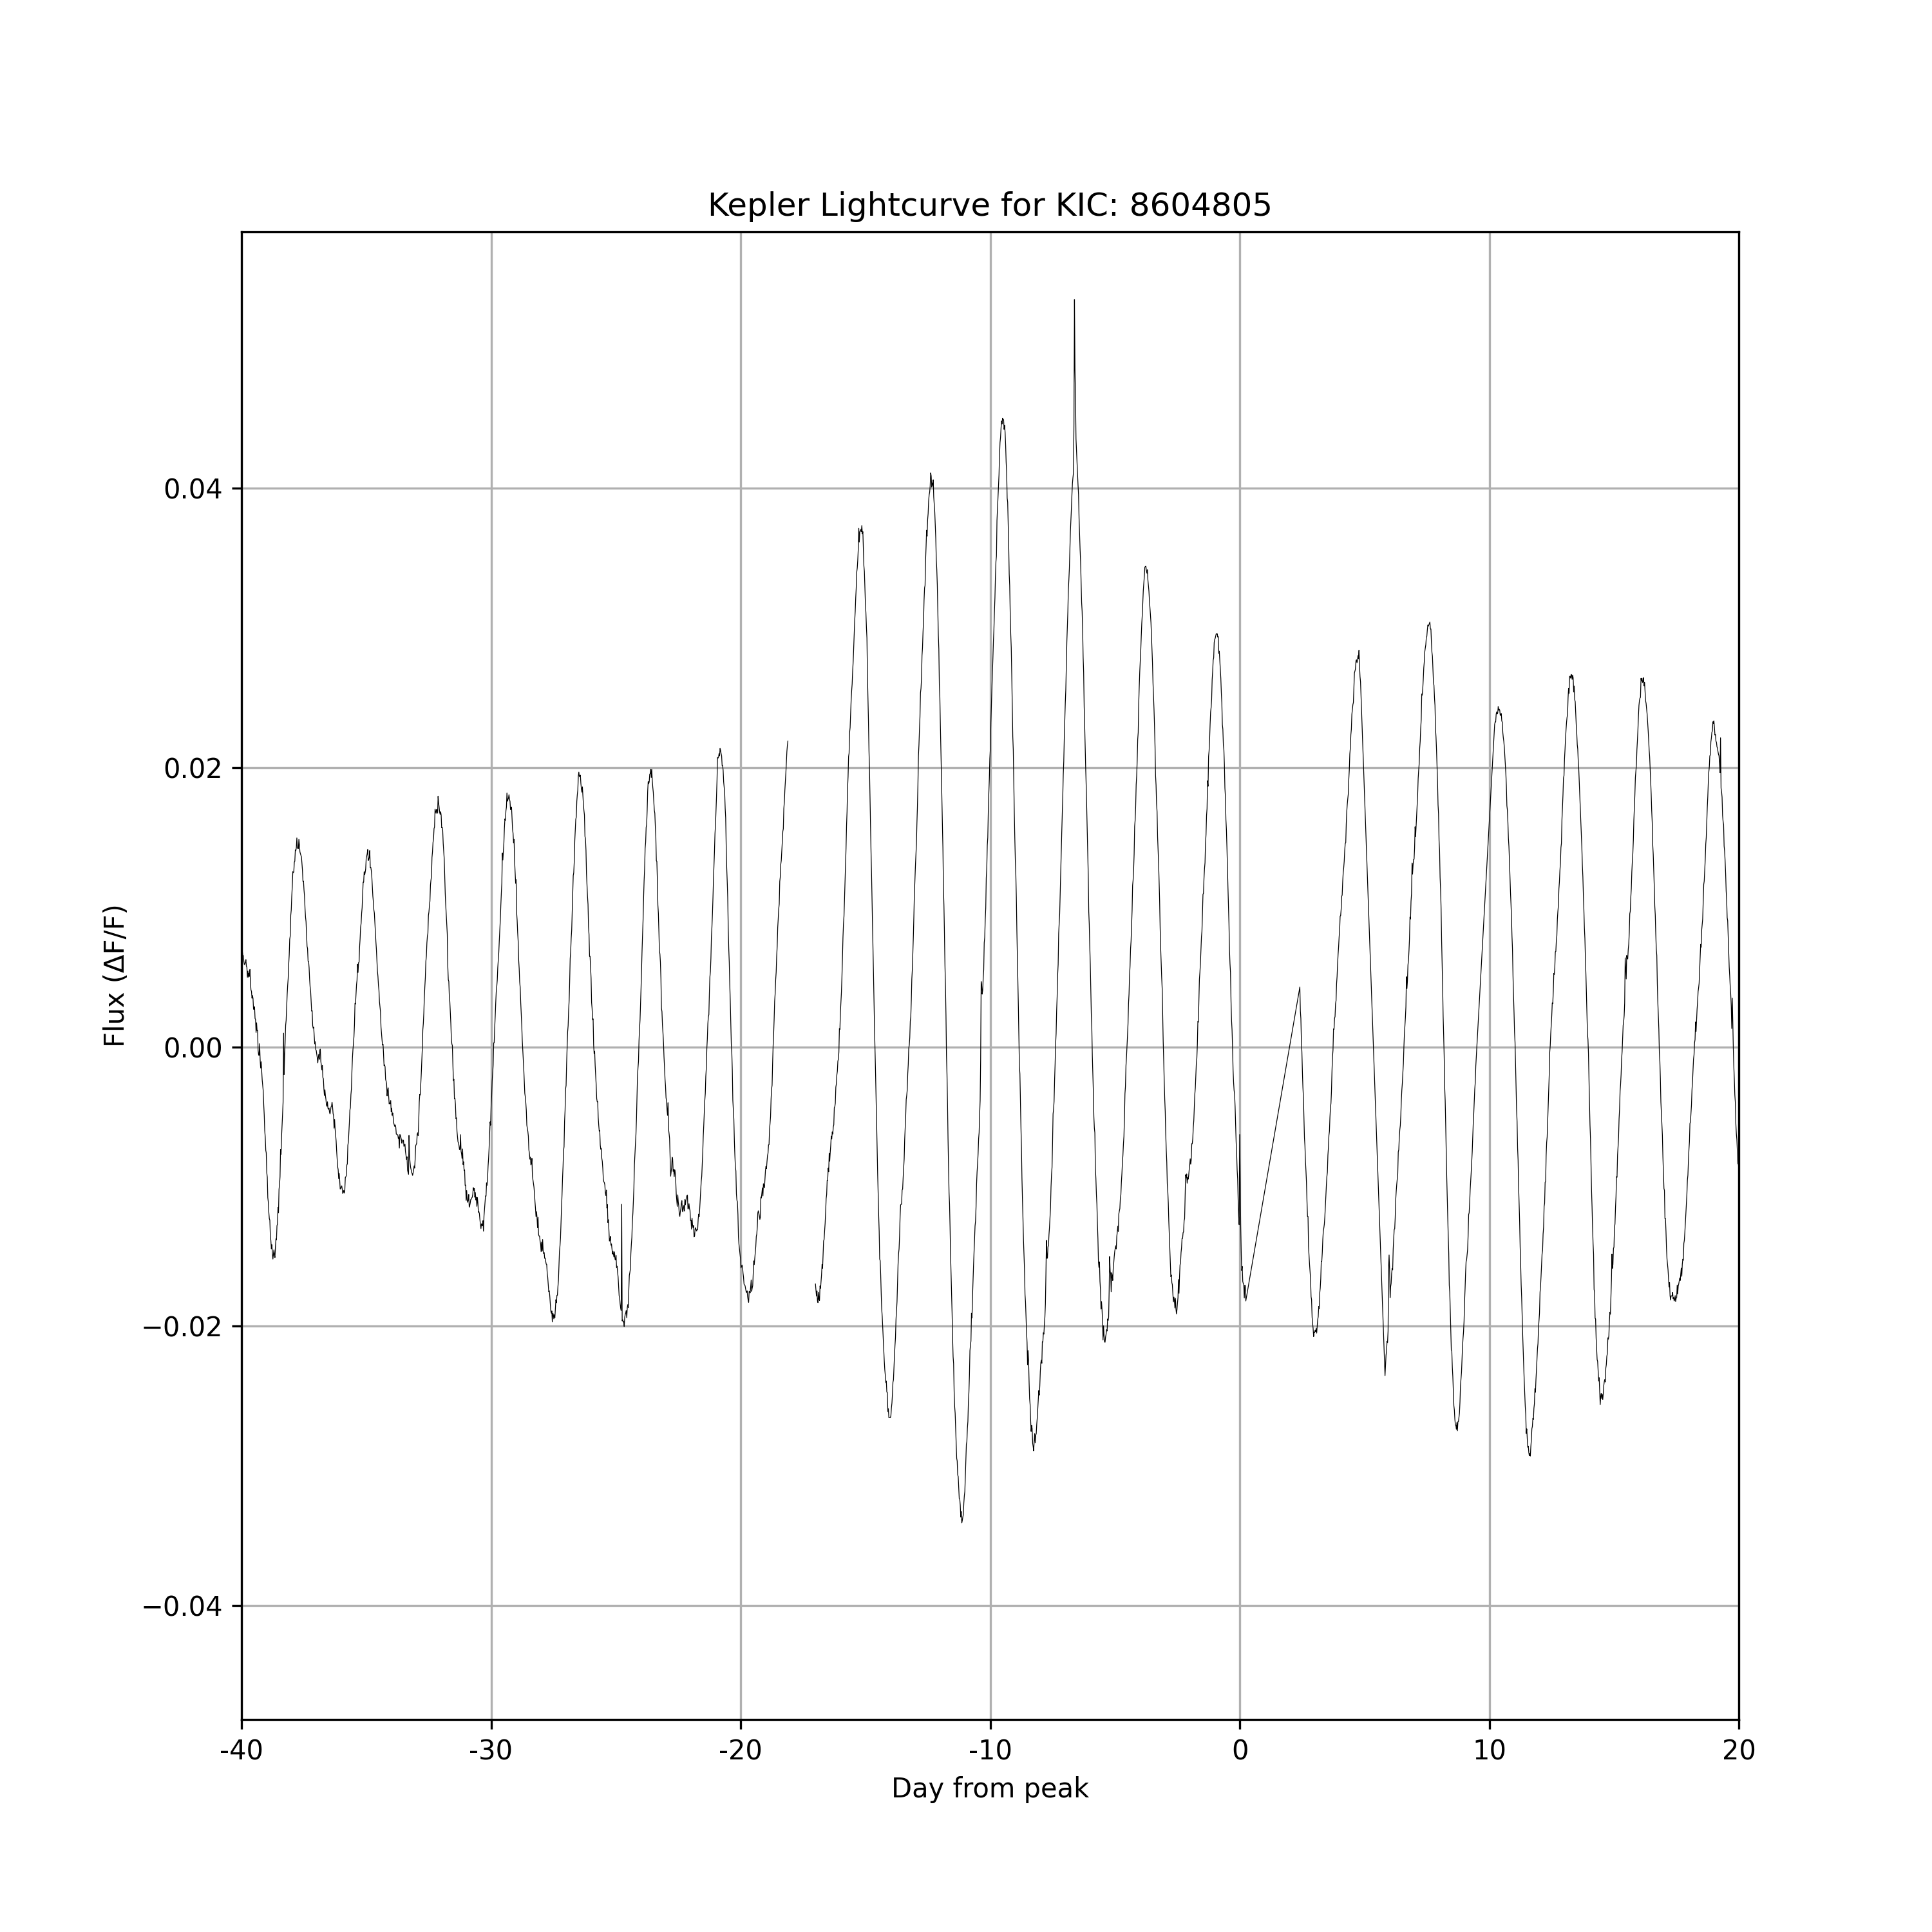 Kepler Lightcurve for KIC: 8604805
Flux (ΔF/F)
0.04
0.02
0.00
−0.02
−0.04
-40 -30 -20 -10 0 10 20
Day from peak